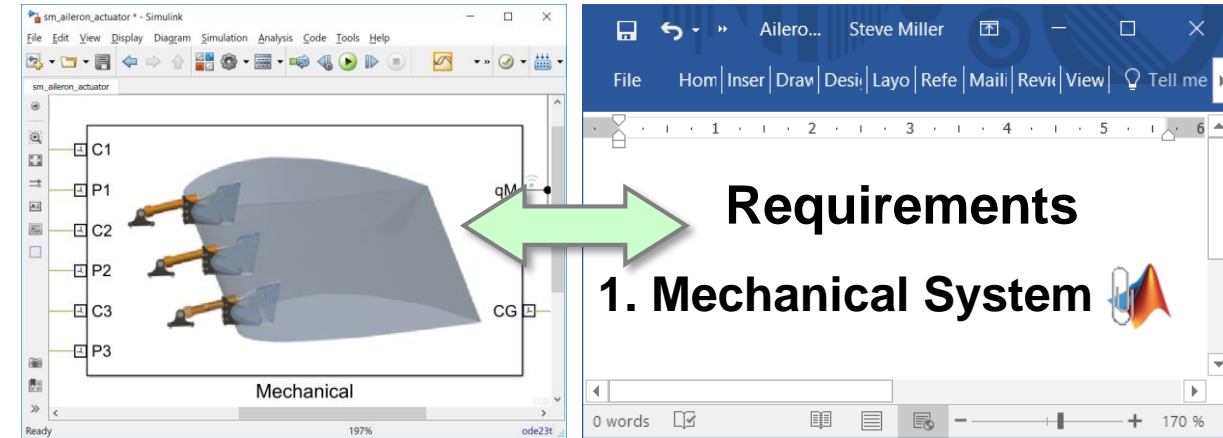 sm_aileron_actuator * - Simulink
File Edit View Display Diagram Simulation Analysis Code Tools Help
sm_aileron_actuator
C1
P1
C2
P2
C3
P3
qM
CG
Mechanical
Ready 197% ode23t
Ailero... Steve Miller
File Hom Inser Draw Desi Layo Refe Maili Revie View Tell me
1 2 3 4 5 6
Requirements
1. Mechanical System
0 words 170 %